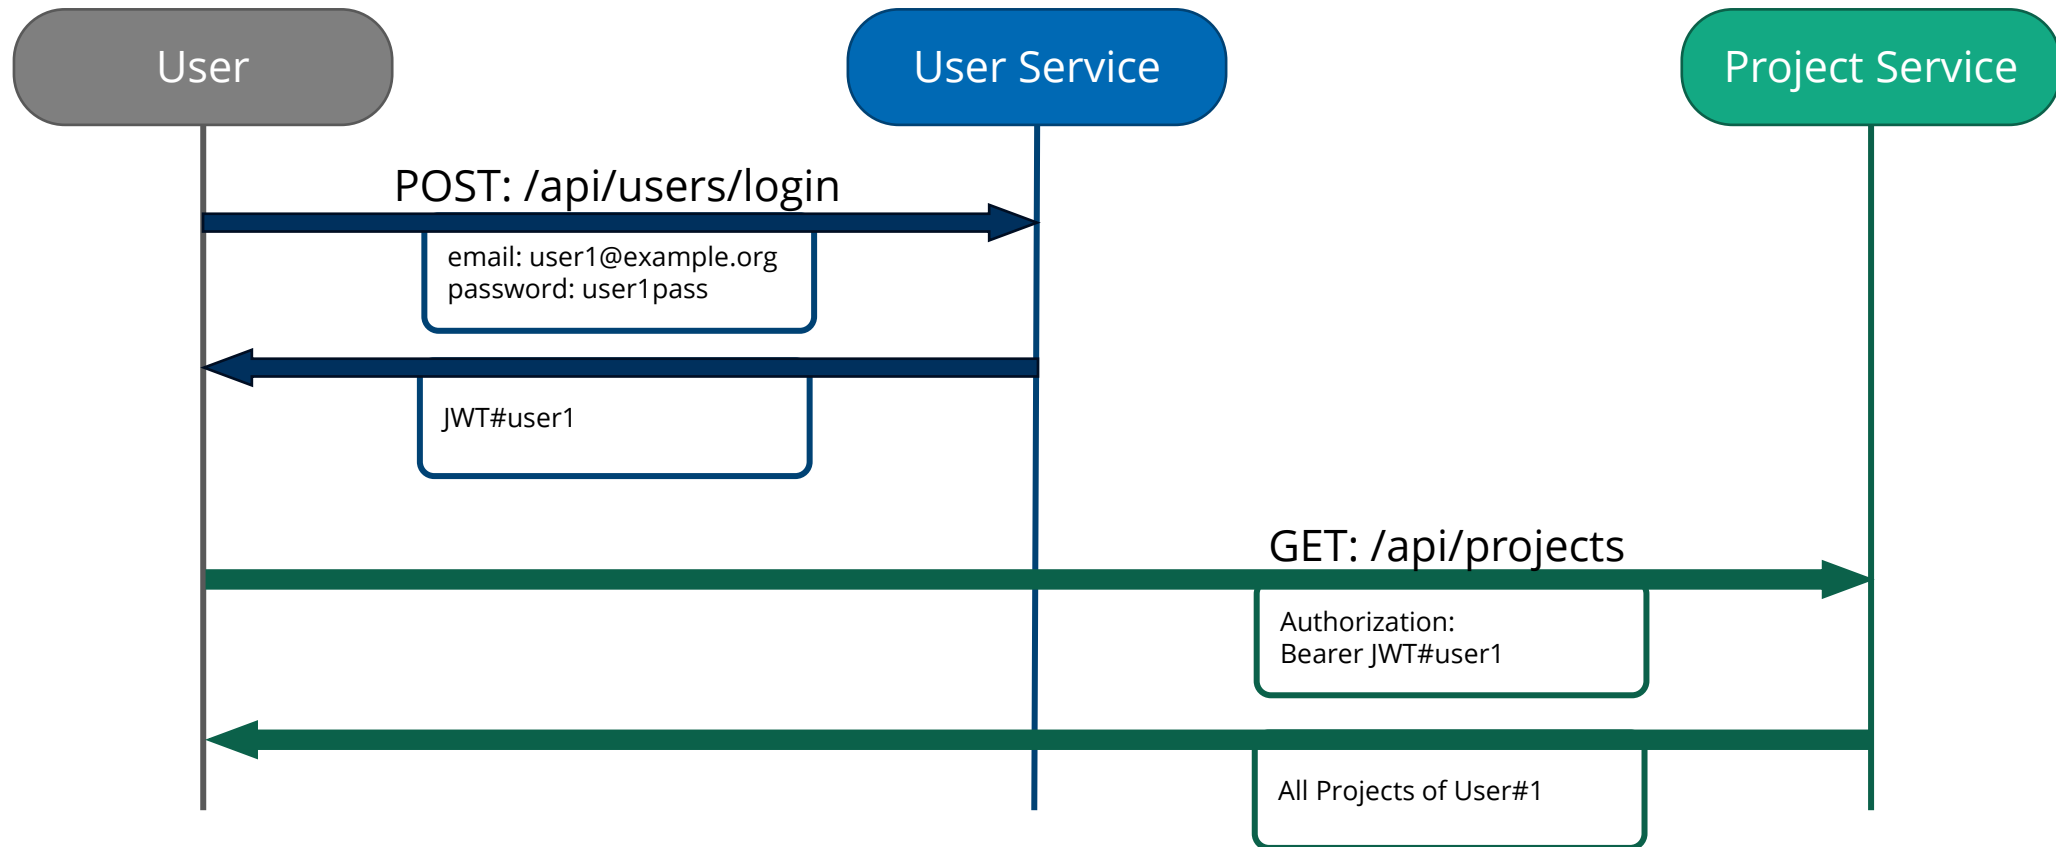 User
User Service
Project Service
POST: /api/users/login
email: user1@example.org
password: user1pass
JWT#user1
GET: /api/projects
Authorization:
Bearer JWT#user1
All Projects of User#1